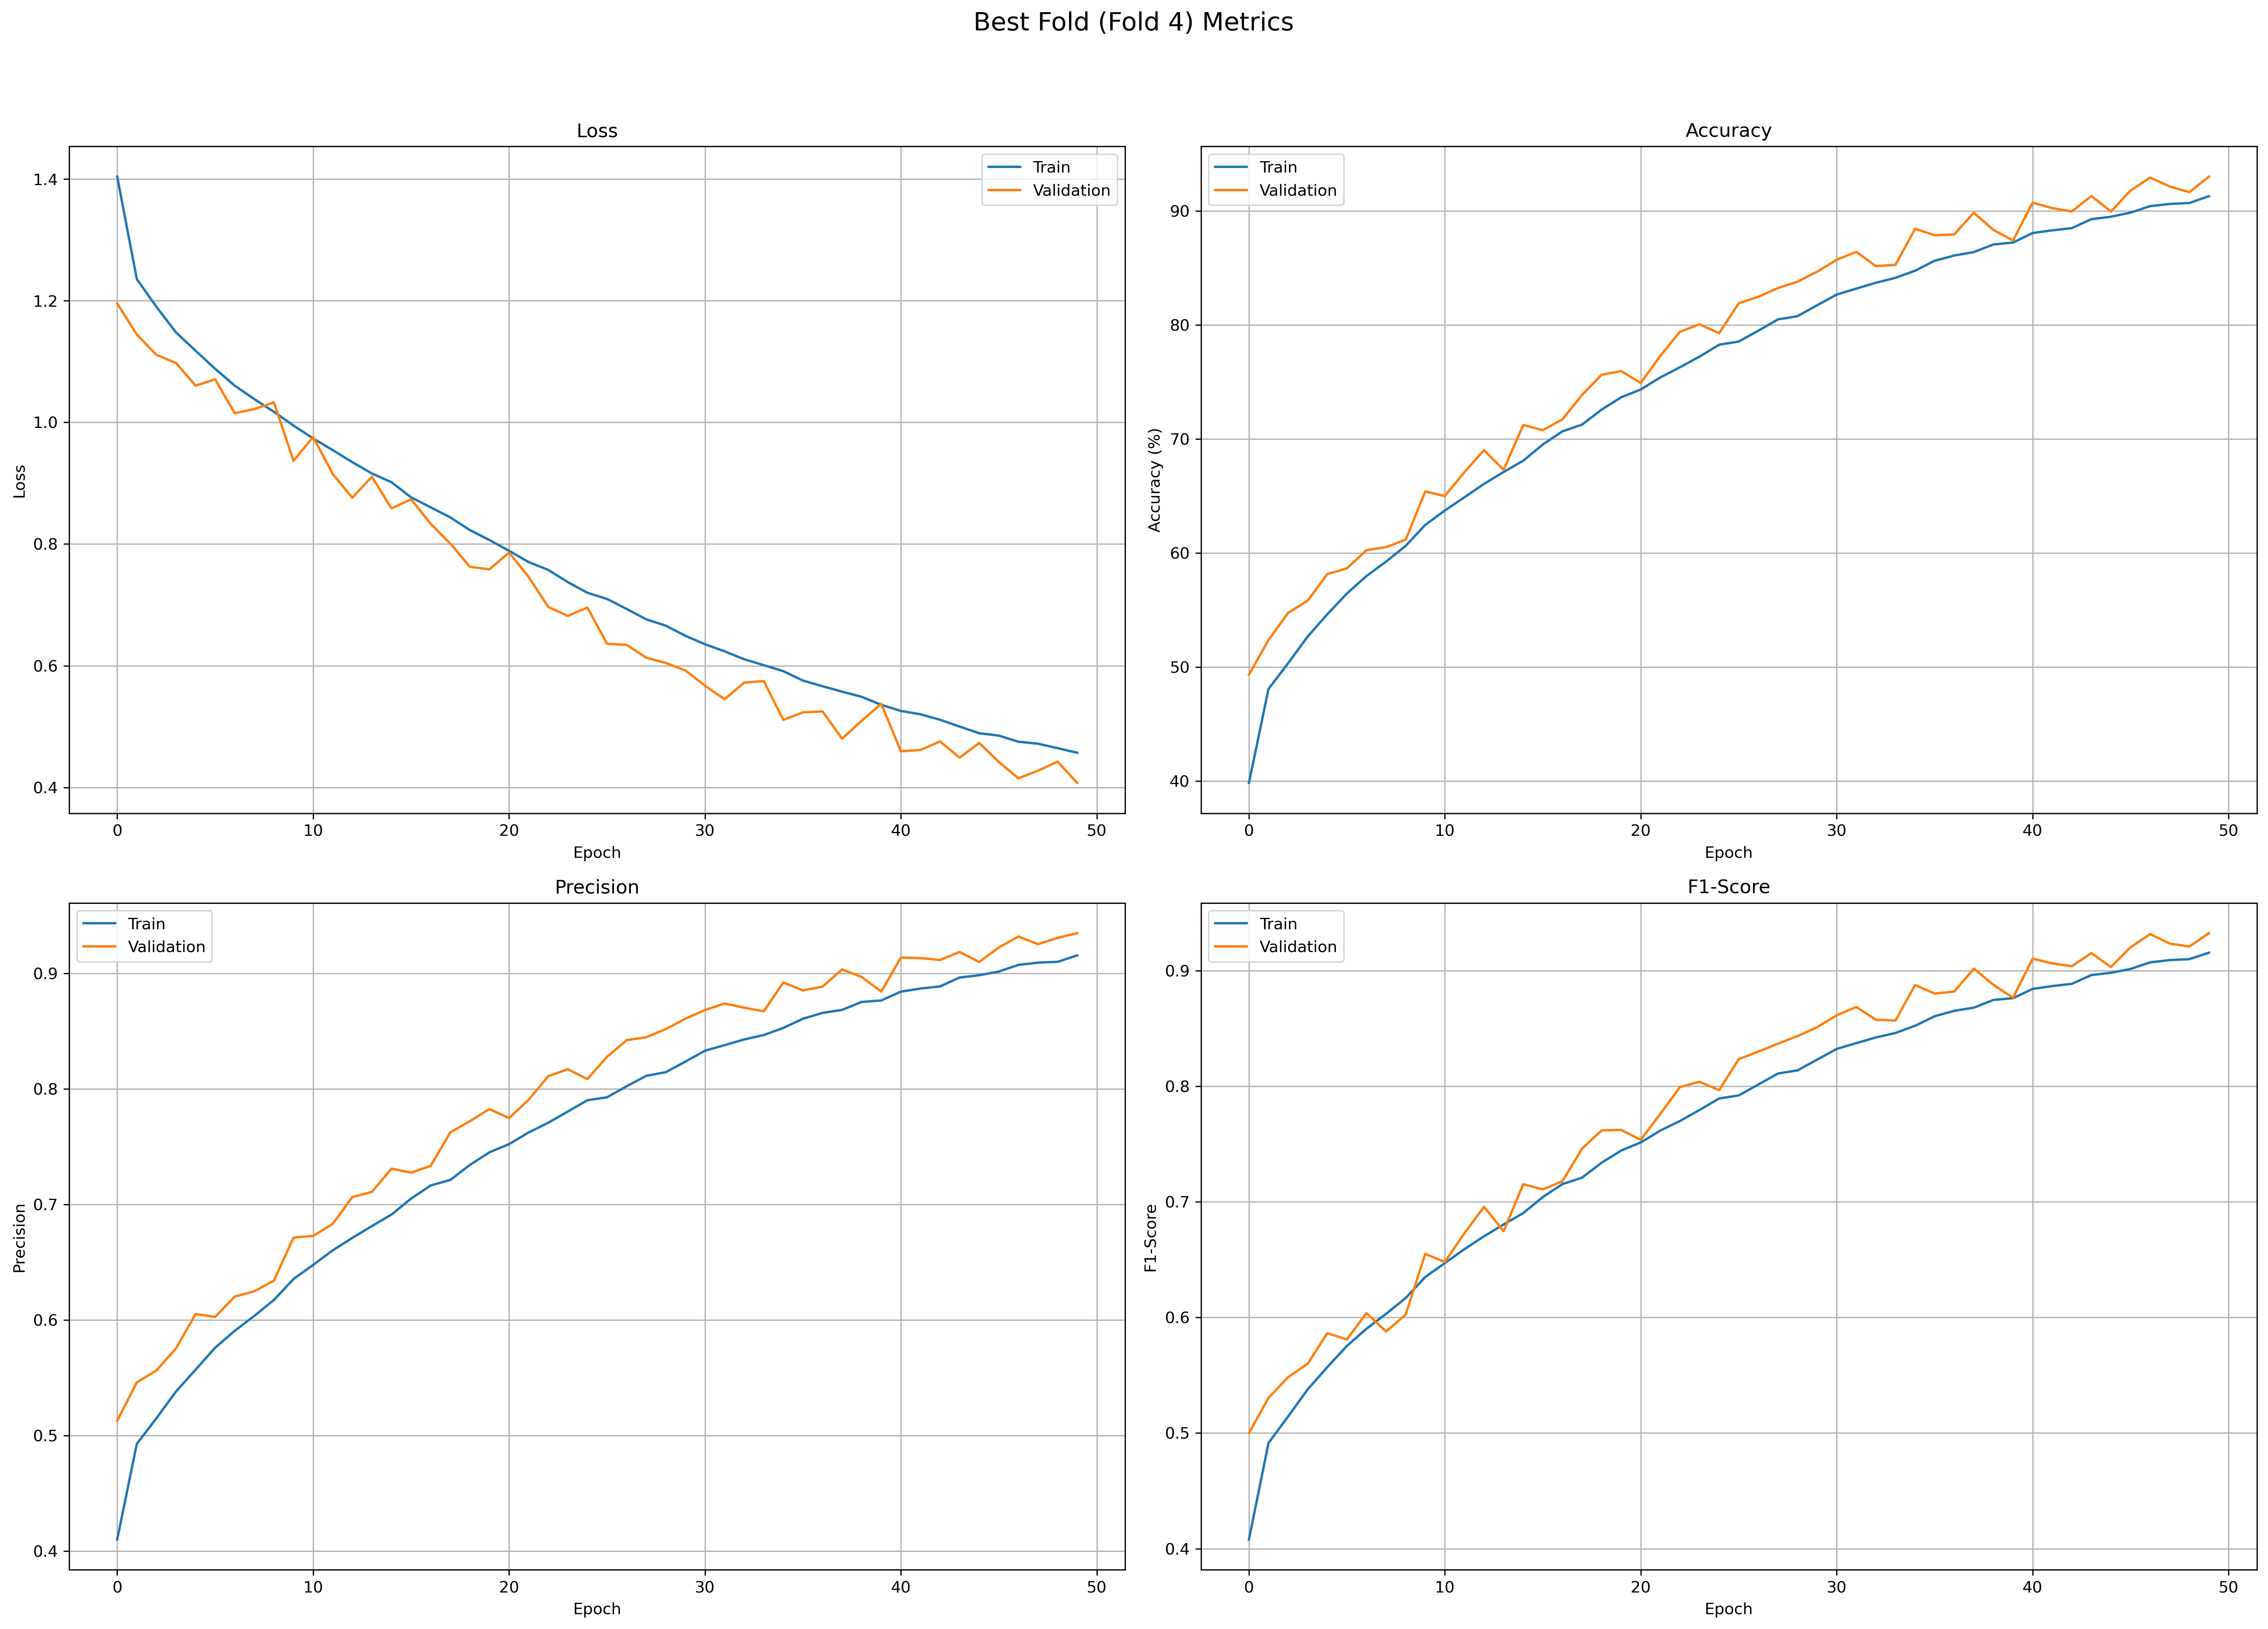 Best Fold (Fold 4) Metrics
Loss
Train
Validation
1.4
1.2
1.0
0.8
0.6
0.4
Loss
0 10 20 30 40 50
Epoch
Accuracy
Train
Validation
90
80
70
60
50
40
Accuracy (%)
0 10 20 30 40 50
Epoch
Precision
Train
Validation
0.9
0.8
0.7
0.6
0.5
0.4
Precision
0 10 20 30 40 50
Epoch
F1-Score
Train
Validation
0.9
0.8
0.7
0.6
0.5
0.4
F1-Score
0 10 20 30 40 50
Epoch